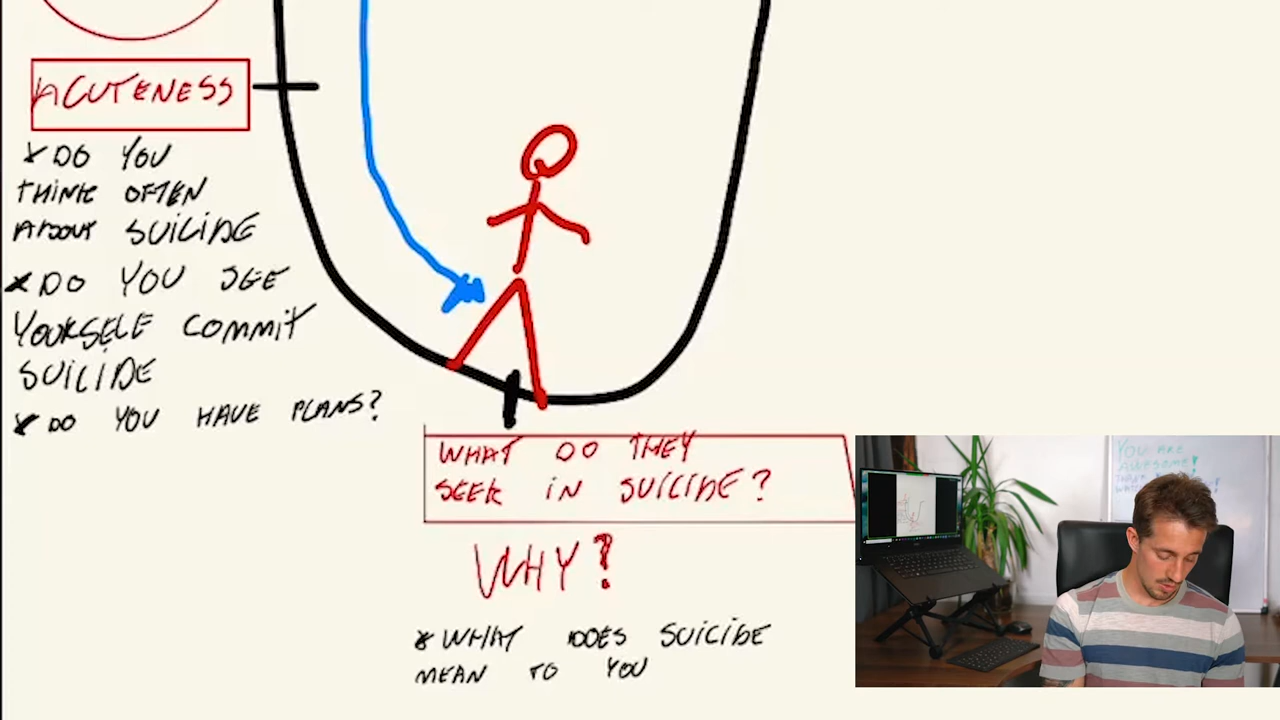 ACUTENESS
* DO YOU
THINK OFTEN
ABOUT SUICIDE
* DO YOU SEE
YOURSELF COMMIT
SUICIDE
* DO YOU HAVE PLANS?
WHAT DO THEY
SEEK IN SUICIDE?
WHY?
* WHAT DOES SUICIDE
MEAN TO YOU
YOU ARE
AWESOME!